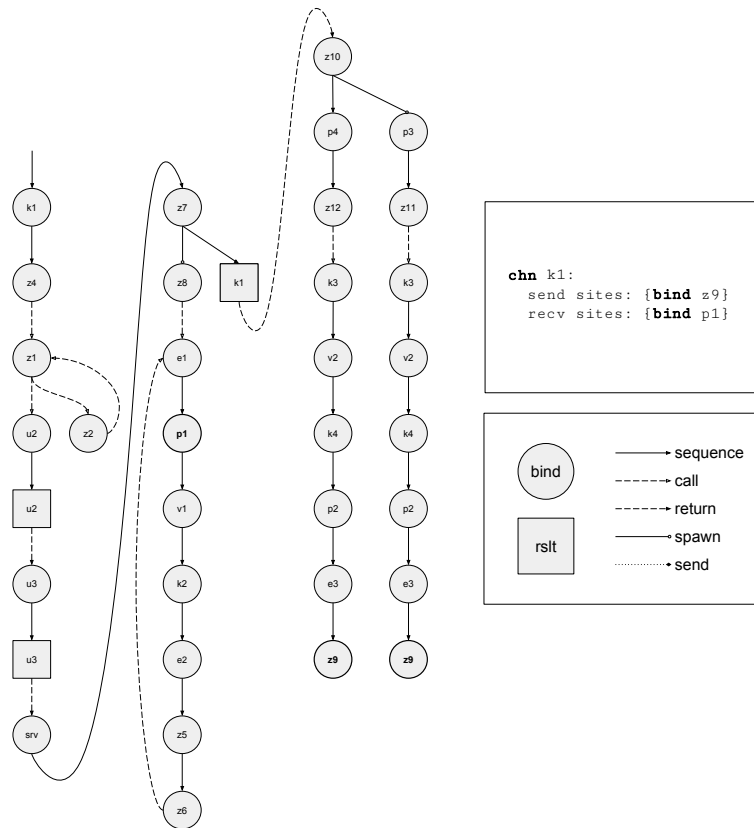 z10
p4
p3
k1
z7
z12
z11
z4
z8
k1
k3
k3
z1
e1
v2
v2
u2
z2
p1
k4
k4
u2
v1
p2
p2
u3
k2
e3
e3
u3
e2
z9
z9
srv
z5
z6
chn k1:
send sites: {bind z9}
recv sites: {bind p1}
bind
rslt
sequence
call
return
spawn
send